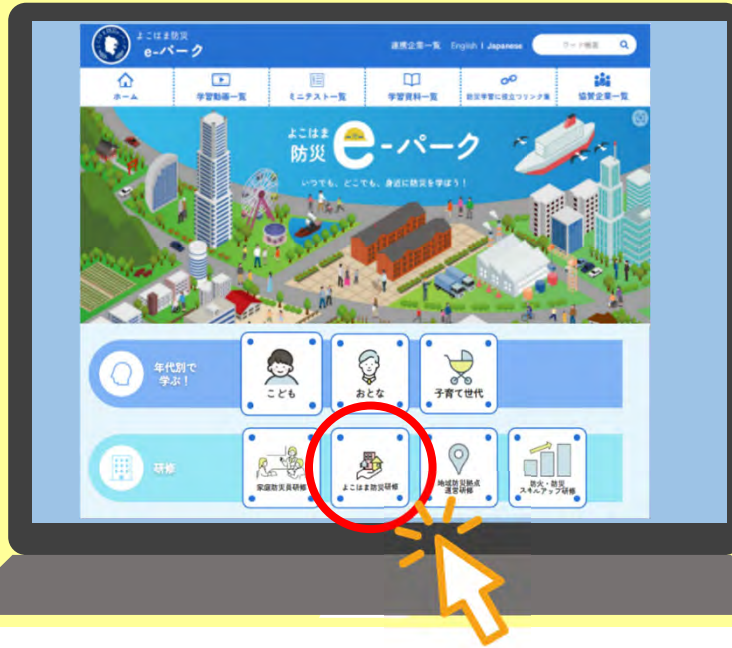 よこはま防災
e-パーク
連携企業一覧 English | Japanese ワード検索
ホーム
学習動画一覧
ミニテスト一覧
学習資料一覧
防災学習に役立つリンク集
協賛企業一覧
よこはま
防災 e-パーク
いつでも、どこでも、身近に防災を学ぼう！
年代別で
学ぶ！
こども
おとな
子育て世代
研修
家庭防災員研修
よこはま防災研修
地域防災拠点
運営研修
防火・防災
スキルアップ研修